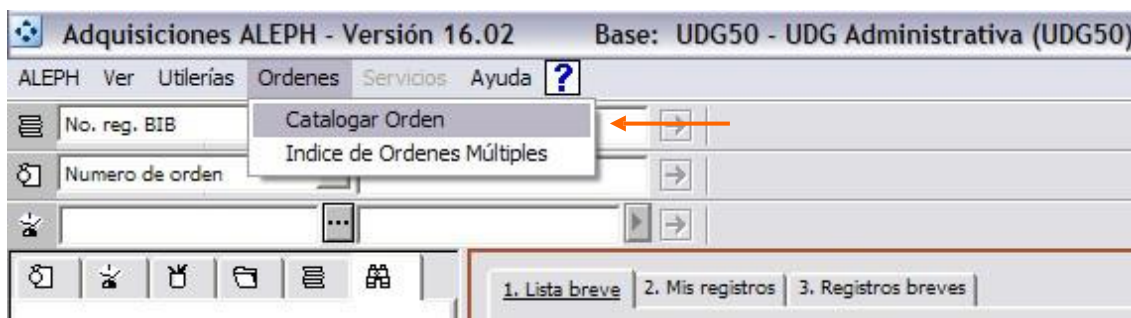 Adquisiciones ALEPH - Versión 16.02 Base: UDG50 - UDG Administrativa (UDG50)
ALEPH Ver Utilerías Ordenes Servicios Ayuda ?
No. reg. BIB
Catalogar Orden
Indice de Ordenes Múltiples
Numero de orden
...
1. Lista breve 2. Mis registros 3. Registros breves